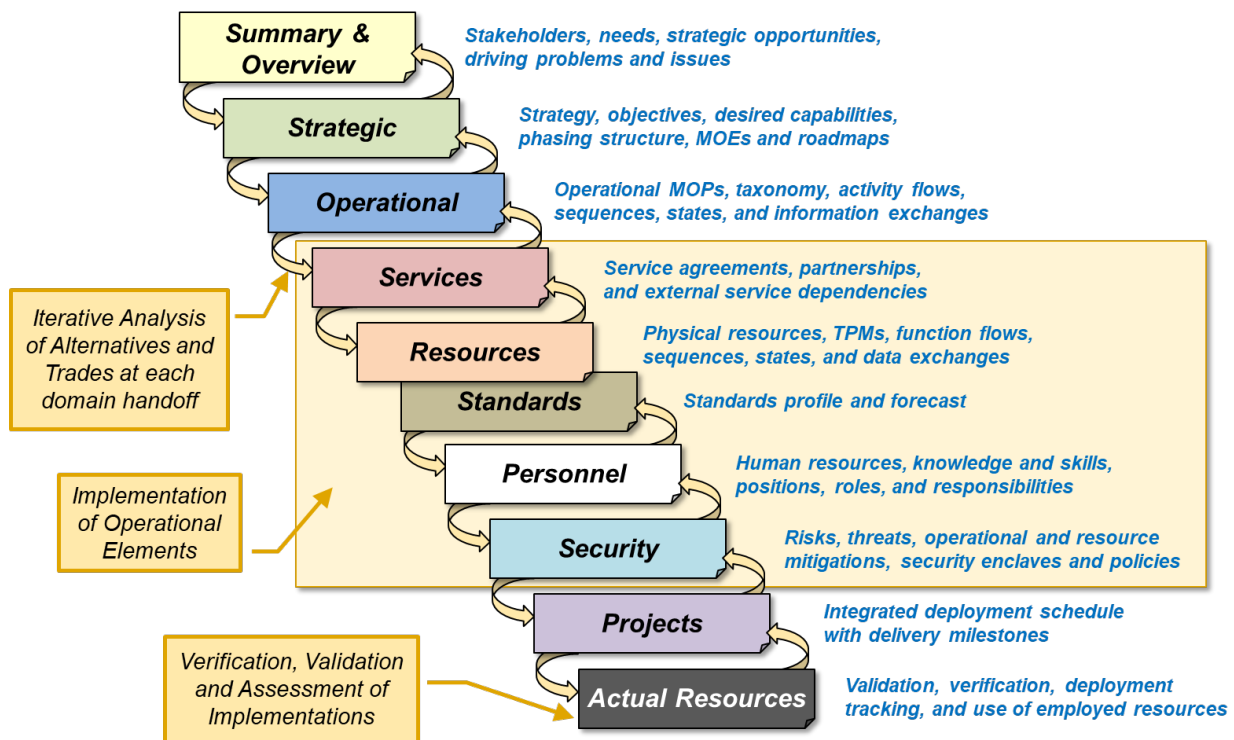 Summary &
Overview
Stakeholders, needs, strategic opportunities,
driving problems and issues
Strategic
Strategy, objectives, desired capabilities,
phasing structure, MOEs and roadmaps
Operational
Operational MOPs, taxonomy, activity flows,
sequences, states, and information exchanges
Services
Service agreements, partnerships,
and external service dependencies
Iterative Analysis
of Alternatives and
Trades at each
domain handoff
Resources
Physical resources, TPMs, function flows,
sequences, states, and data exchanges
Standards
Standards profile and forecast
Personnel
Human resources, knowledge and skills,
positions, roles, and responsibilities
Implementation
of Operational
Elements
Security
Risks, threats, operational and resource
mitigations, security enclaves and policies
Projects
Integrated deployment schedule
with delivery milestones
Verification, Validation
and Assessment of
Implementations
Actual Resources
Validation, verification, deployment
tracking, and use of employed resources